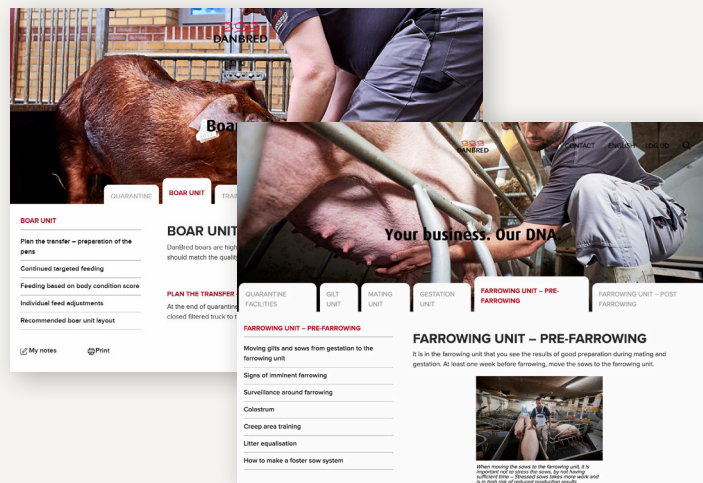 DANBRED
Boar
QUARANTINE
BOAR UNIT
BOAR UNIT
Plan the transfer – preparation of the
pens
Continued targeted feeding
Feeding based on body condition score
Individual feed adjustments
Recommended boar unit layout
My notes
Print
BOAR UNIT
DanBred boars are high
should match the quality
PLAN THE TRANSFER
At the end of quarantine
closed filtered truck to t
DANBRED
CONTACT ENGLISH LOG UD
Your business. Our DNA.
QUARANTINE
FACILITIES
GILT
UNIT
MATING
UNIT
GESTATION
UNIT
FARROWING UNIT – PRE-
FARROWING
FARROWING UNIT – POST
FARROWING
FARROWING UNIT – PRE-FARROWING
Moving gilts and sows from gestation to the
farrowing unit
Signs of imminent farrowing
Surveillance around farrowing
Colostrum
Creep area training
Litter equalisation
How to make a foster sow system
FARROWING UNIT – PRE-FARROWING
It is in the farrowing unit that you see the results of good preparation during mating and
gestation. At least one week before farrowing, move the sows to the farrowing unit.
When moving the sows to the farrowing unit, it is
important not to stress the sows, by not having
sufficient time – Stressed sows takes more work and
is in high risk of reduced production results